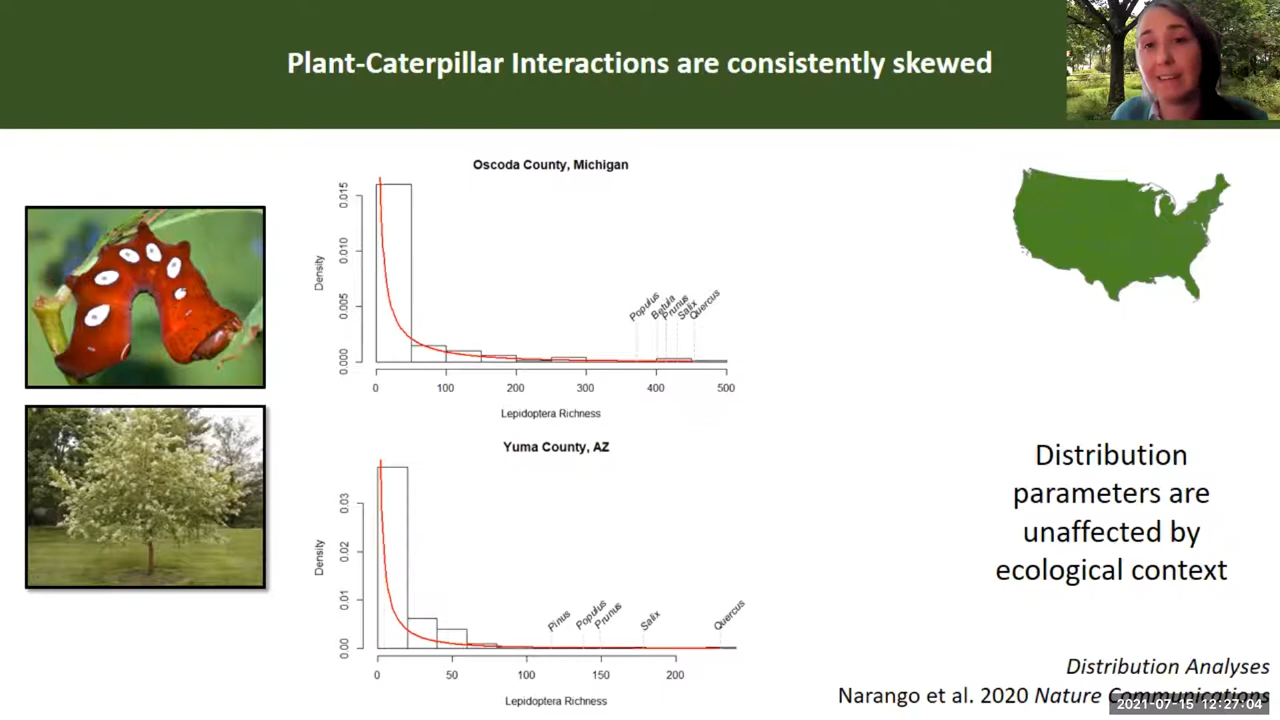 Plant-Caterpillar Interactions are consistently skewed
Oscoda County, Michigan
Density
0.000 0.005 0.010 0.015
Populus
Betula
Prunus
Salix
Quercus
0 100 200 300 400 500
Lepidoptera Richness
Yuma County, AZ
Density
0.00 0.01 0.02 0.03
Pinus
Populus
Prunus
Salix
Quercus
0 50 100 150 200
Lepidoptera Richness
Distribution
parameters are
unaffected by
ecological context
Distribution Analyses
Narango et al. 2020 Nature Communications
2021-07-15 12:27:04